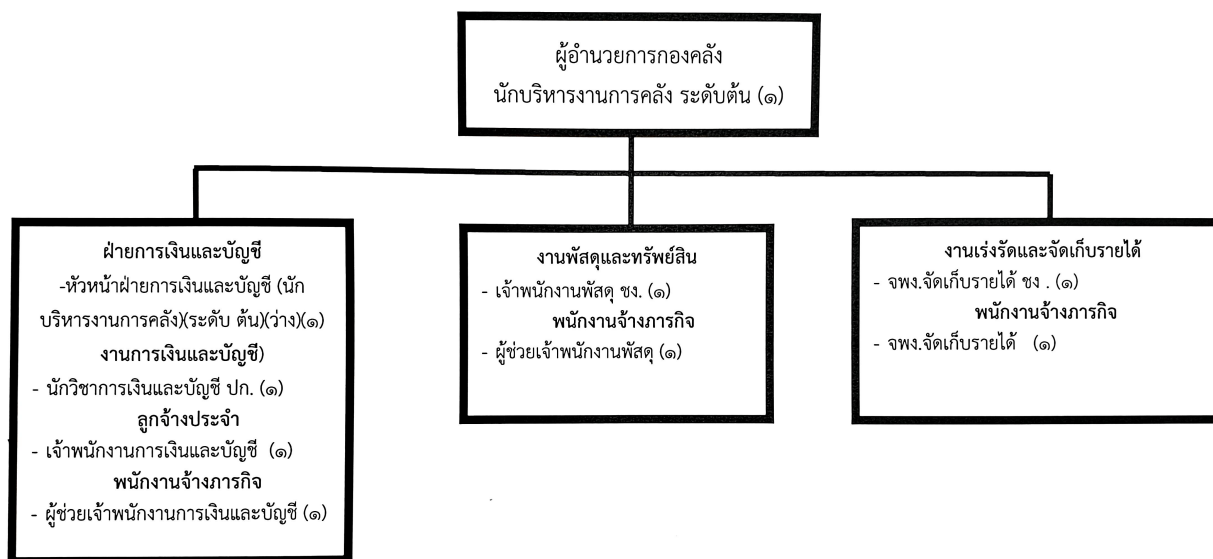 ผู้อำนวยการกองคลัง
นักบริหารงานการคลัง ระดับต้น (๑)
ฝ่ายการเงินและบัญชี
-หัวหน้าฝ่ายการเงินและบัญชี (นัก
บริหารงานการคลัง)(ระดับ ต้น)(ว่าง)(๑)
งานการเงินและบัญชี)
- นักวิชาการเงินและบัญชี ปก. (๑)
ลูกจ้างประจำ
- เจ้าพนักงานการเงินและบัญชี (๑)
พนักงานจ้างภารกิจ
- ผู้ช่วยเจ้าพนักงานการเงินและบัญชี (๑)
งานพัสดุและทรัพย์สิน
- เจ้าพนักงานพัสดุ ชง. (๑)
พนักงานจ้างภารกิจ
- ผู้ช่วยเจ้าพนักงานพัสดุ (๑)
งานเร่งรัดและจัดเก็บรายได้
- จพง.จัดเก็บรายได้ ชง . (๑)
พนักงานจ้างภารกิจ
- จพง.จัดเก็บรายได้ (๑)